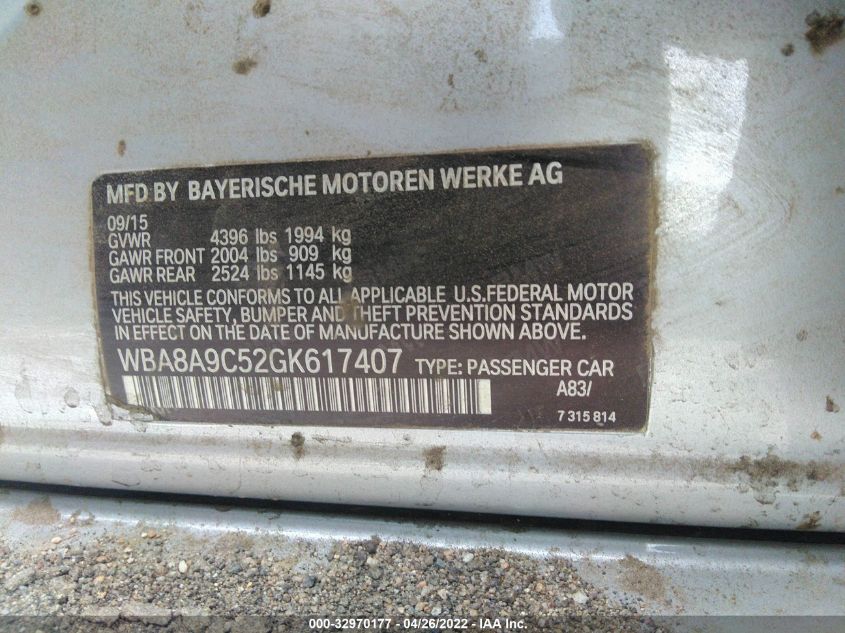 MFD BY BAYERISCHE MOTOREN WERKE AG
09/15
GVWR 4396 lbs 1994 kg
GAWR FRONT 2004 lbs 909 kg
GAWR REAR 2524 lbs 1145 kg
THIS VEHICLE CONFORMS TO ALL APPLICABLE U.S.FEDERAL MOTOR
VEHICLE SAFETY, BUMPER AND THEFT PREVENTION STANDARDS
IN EFFECT ON THE DATE OF MANUFACTURE SHOWN ABOVE.
WBA8A9C52GK617407 TYPE: PASSENGER CAR
A83/
7 315 814
000-32970177 - 04/26/2022 - IAA Inc.